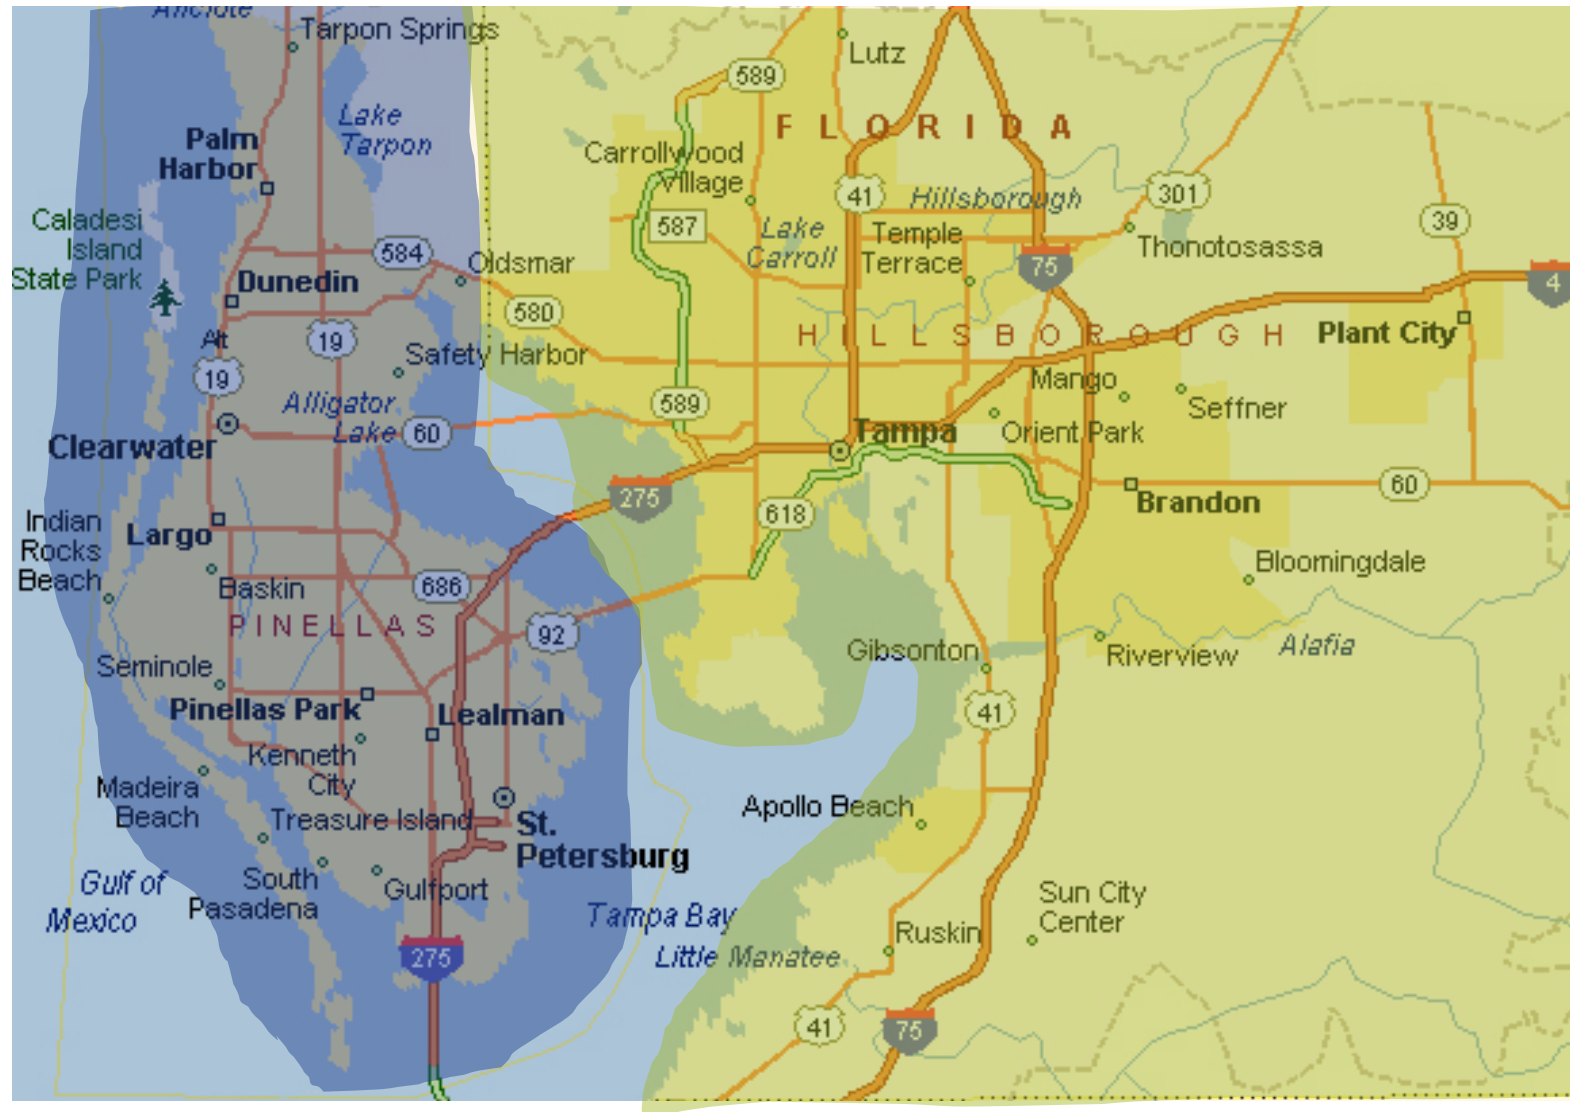 Anclote
Tarpon Springs
Lutz
589
Lake
Tarpon
FLORIDA
Palm
Harbor
Carrollwood
Village
41
Hillsborough
301
39
Caladesi
Island
State Park
587
Lake
Carroll
Temple
Terrace
Thonotosassa
584
Oldsmar
75
4
Dunedin
580
HILLSBOROUGH
Plant City
Alt
19
19
Safety Harbor
Mango
Seffner
Alligator
Lake
60
589
Clearwater
Tampa
Orient Park
275
618
60
Brandon
Indian
Rocks
Beach
Largo
Baskin
686
Bloomingdale
PINELLAS
92
Gibsonton
Riverview
Alafia
Seminole
Pinellas Park
Lealman
41
Kenneth
City
Madeira
Beach
Treasure Island
St.
Petersburg
Apollo Beach
Gulf of
Mexico
South
Pasadena
Gulfport
Tampa Bay
Little Manatee
Ruskin
Sun City
Center
275
41
75